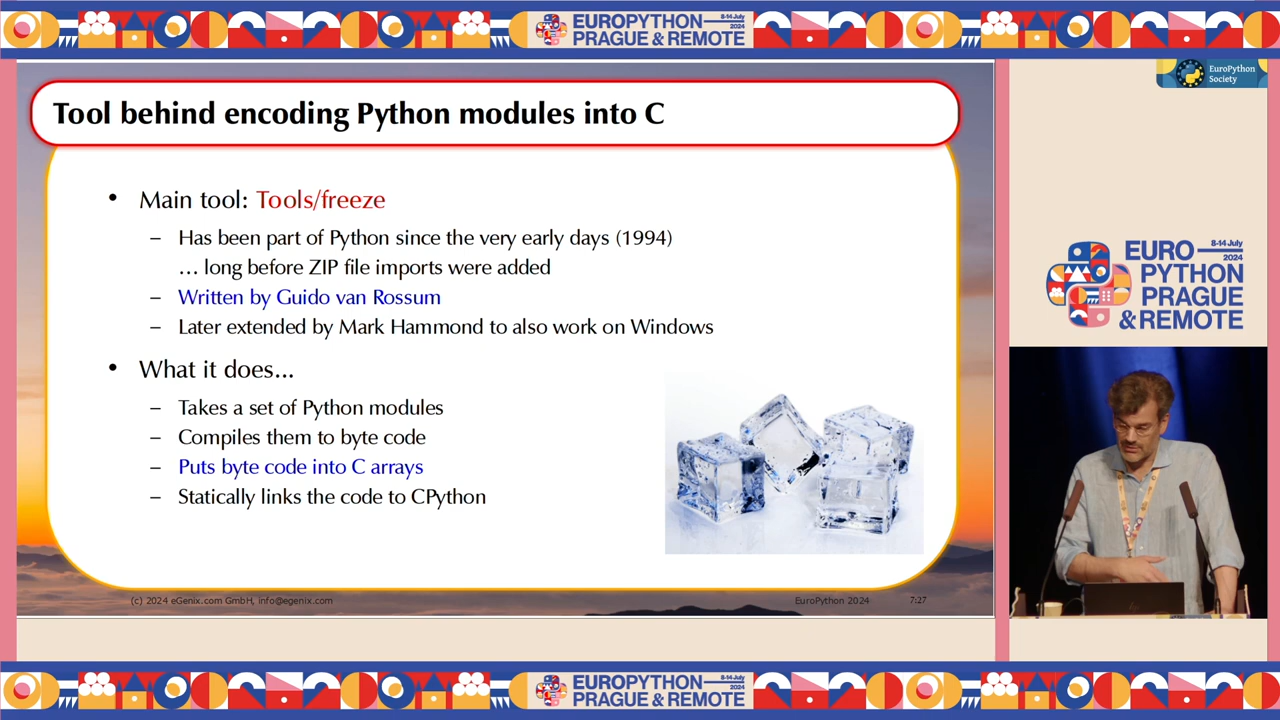 EUROPYTHON
8-14 July
2024
PRAGUE & REMOTE
EuroPython
Society
Tool behind encoding Python modules into C
• Main tool: Tools/freeze
– Has been part of Python since the very early days (1994)
… long before ZIP file imports were added
– Written by Guido van Rossum
– Later extended by Mark Hammond to also work on Windows
• What it does...
– Takes a set of Python modules
– Compiles them to byte code
– Puts byte code into C arrays
– Statically links the code to CPython
(c) 2024 eGenix.com GmbH, info@egenix.com
EuroPython 2024
7:27
EURO
8-14 July
2024
PYTHON
PRAGUE
& REMOTE
EUROPYTHON
8-14 July
2024
PRAGUE & REMOTE